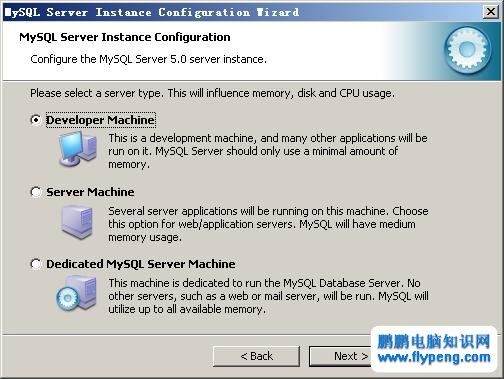 MySQL Server Instance Configuration Wizard
MySQL Server Instance Configuration
Configure the MySQL Server 5.0 server instance.
Please select a server type. This will influence memory, disk and CPU usage.
Developer Machine
This is a development machine, and many other applications will be
run on it. MySQL Server should only use a minimal amount of
memory.
Server Machine
Several server applications will be running on this machine. Choose
this option for web/application servers. MySQL will have medium
memory usage.
Dedicated MySQL Server Machine
This machine is dedicated to run the MySQL Database Server. No
other servers, such as a web or mail server, will be run. MySQL will
utilize up to all available memory.
< Back
Next >
鹏鹏电脑知识网
www.flypeng.com